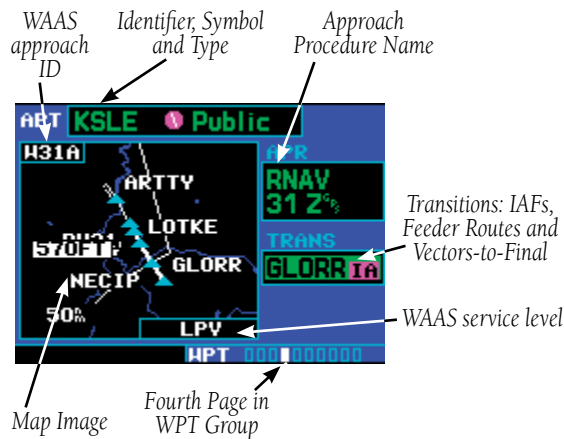 WAAS
approach
ID
Identifier, Symbol
and Type
Approach
Procedure Name
APT KSLE Public
W31A
APR
RNAV
31 Z GPS
ARTTY
LOTKE
570FT
GLORR
NECIP
TRANS
GLORR IA
Transitions: IAFs,
Feeder Routes and
Vectors-to-Final
LPV
WAAS service level
WPT
Map Image
Fourth Page in
WPT Group